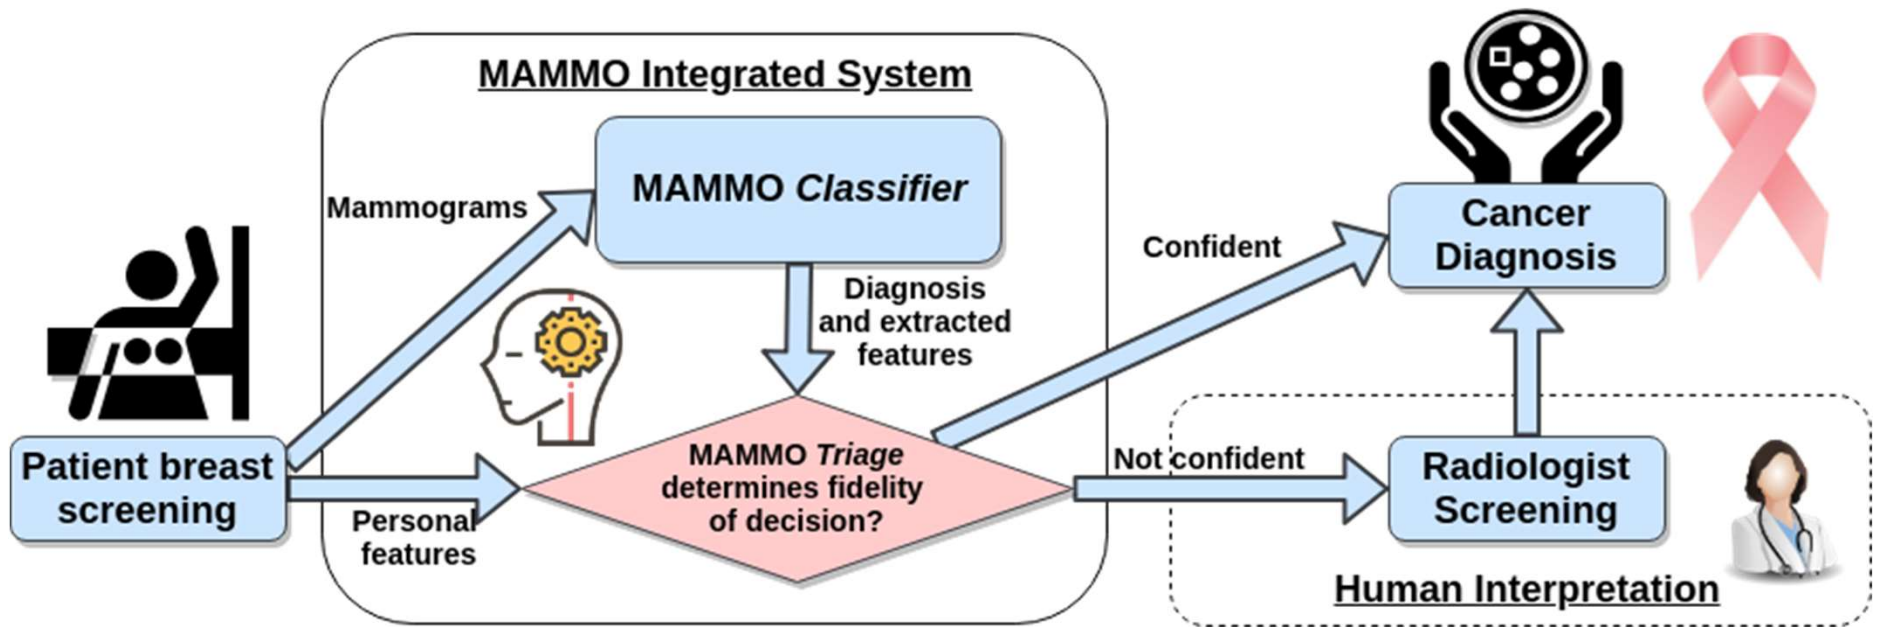 MAMMO Integrated System
MAMMO Classifier
Mammograms
Diagnosis
and extracted
features
Patient breast
screening
Personal
features
MAMMO Triage
determines fidelity
of decision?
Confident
Not confident
Cancer
Diagnosis
Radiologist
Screening
Human Interpretation